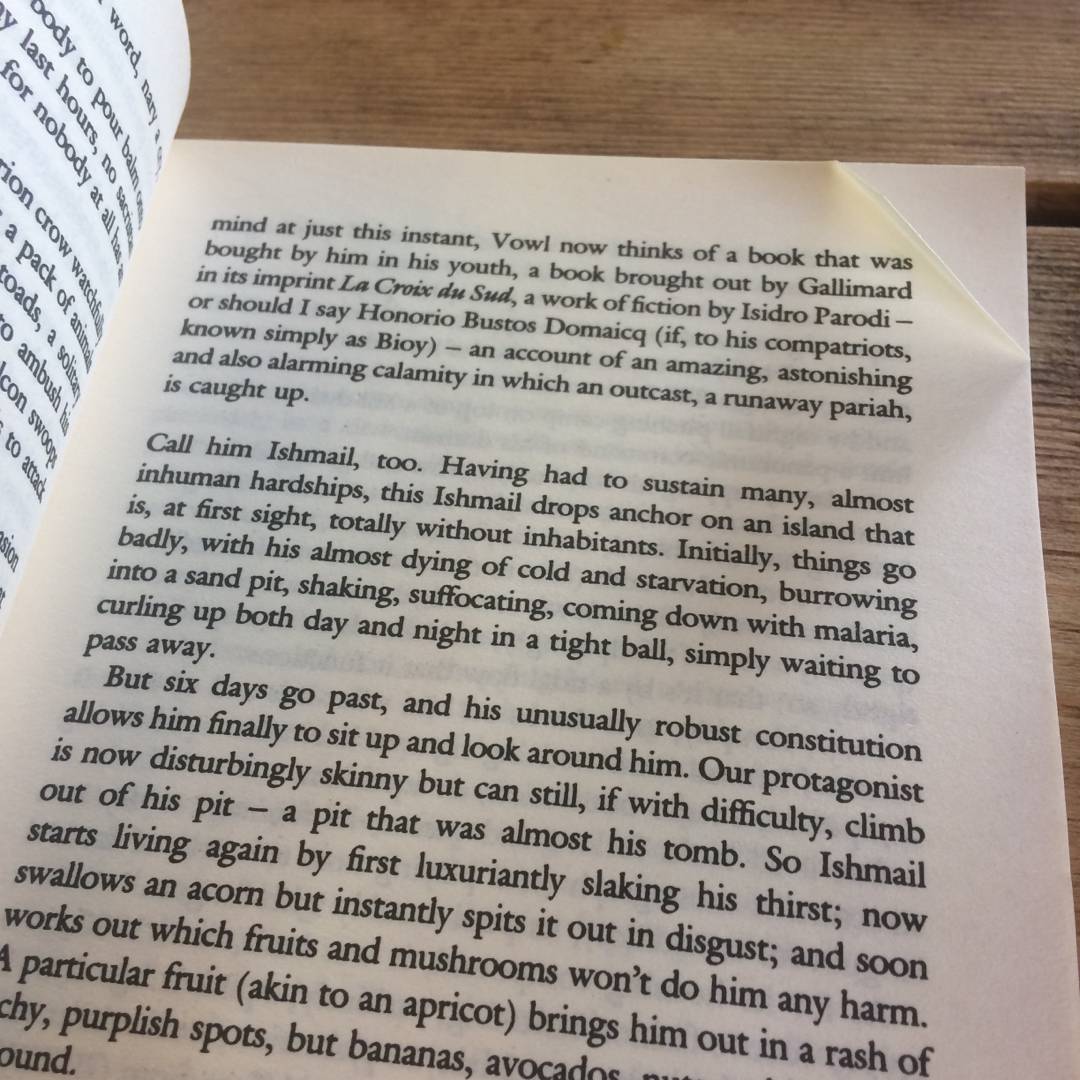 word, nary a
body to pour balm
last hours, no
for nobody at all has
crow watchful
a pack of animal
toads, a solitary
to ambush his
swoop
to attack
mind at just this instant, Vowl now thinks of a book that was
bought by him in his youth, a book brought out by Gallimard
in its imprint La Croix du Sud, a work of fiction by Isidro Parodi –
or should I say Honorio Bustos Domaicq (if, to his compatriots,
known simply as Bioy) – an account of an amazing, astonishing
and also alarming calamity in which an outcast, a runaway pariah,
is caught up.
Call him Ishmail, too. Having had to sustain many, almost
inhuman hardships, this Ishmail drops anchor on an island that
is, at first sight, totally without inhabitants. Initially, things go
badly, with his almost dying of cold and starvation, burrowing
into a sand pit, shaking, suffocating, coming down with malaria,
curling up both day and night in a tight ball, simply waiting to
pass away.
But six days go past, and his unusually robust constitution
allows him finally to sit up and look around him. Our protagonist
is now disturbingly skinny but can still, if with difficulty, climb
out of his pit – a pit that was almost his tomb. So Ishmail
starts living again by first luxuriantly slaking his thirst; now
swallows an acorn but instantly spits it out in disgust; and soon
works out which fruits and mushrooms won't do him any harm.
A particular fruit (akin to an apricot) brings him out in a rash of
chy, purplish spots, but bananas, avocados,
ound.